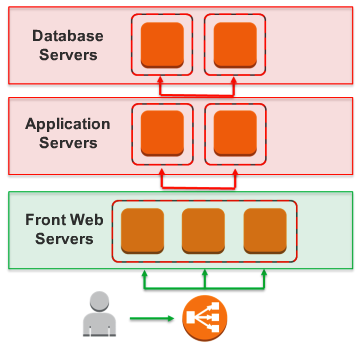 Database
Servers
Application
Servers
Front Web
Servers